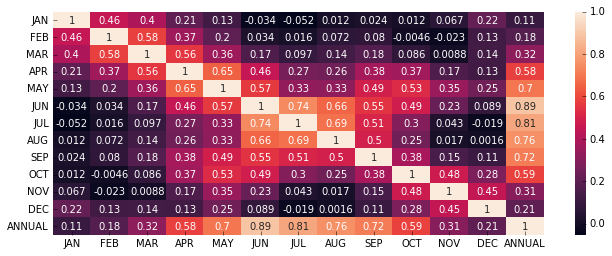 JAN 1 0.46 0.4 0.21 0.13 -0.034 -0.052 0.012 0.024 0.012 0.067 0.22 0.11
FEB 0.46 1 0.58 0.37 0.2 0.034 0.016 0.072 0.08 -0.0046 -0.023 0.13 0.18
MAR 0.4 0.58 1 0.56 0.36 0.17 0.097 0.14 0.18 0.086 0.0088 0.14 0.32
APR 0.21 0.37 0.56 1 0.65 0.46 0.27 0.26 0.38 0.37 0.17 0.13 0.58
MAY 0.13 0.2 0.36 0.65 1 0.57 0.33 0.33 0.49 0.53 0.35 0.25 0.7
JUN -0.034 0.034 0.17 0.46 0.57 1 0.74 0.66 0.55 0.49 0.23 0.089 0.89
JUL -0.052 0.016 0.097 0.27 0.33 0.74 1 0.69 0.51 0.3 0.043 -0.019 0.81
AUG 0.012 0.072 0.14 0.26 0.33 0.66 0.69 1 0.5 0.25 0.017 0.0016 0.76
SEP 0.024 0.08 0.18 0.38 0.49 0.55 0.51 0.5 1 0.38 0.15 0.11 0.72
OCT 0.012 -0.0046 0.086 0.37 0.53 0.49 0.3 0.25 0.38 1 0.48 0.28 0.59
NOV 0.067 -0.023 0.0088 0.17 0.35 0.23 0.043 0.017 0.15 0.48 1 0.45 0.31
DEC 0.22 0.13 0.14 0.13 0.25 0.089 -0.019 0.0016 0.11 0.28 0.45 1 0.21
ANNUAL 0.11 0.18 0.32 0.58 0.7 0.89 0.81 0.76 0.72 0.59 0.31 0.21 1
JAN FEB MAR APR MAY JUN JUL AUG SEP OCT NOV DEC ANNUAL
1.0
0.8
0.6
0.4
0.2
0.0